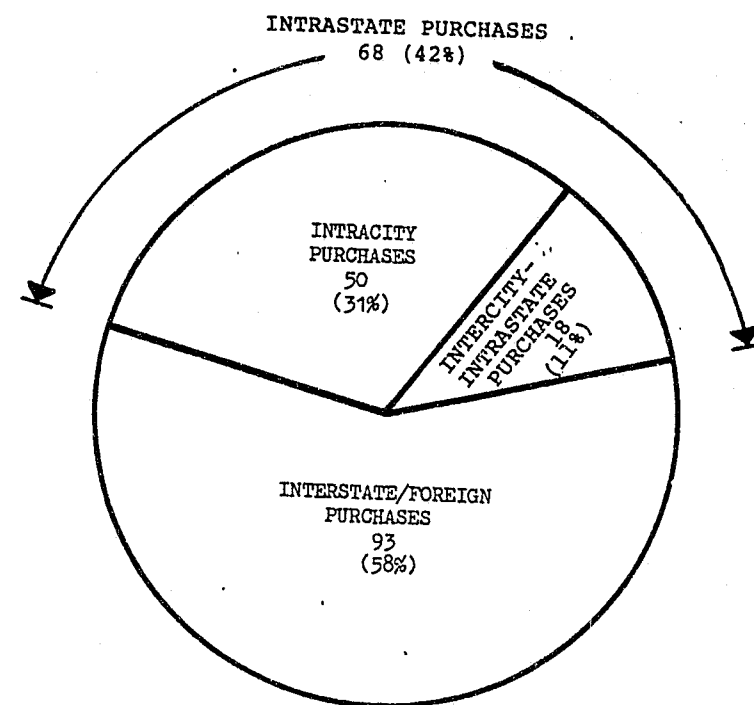 INTRASTATE PURCHASES
68 (42%)
INTRACITY
PURCHASES
50
(31%)
INTERCITY-
INTRASTATE
PURCHASES
18
(11%)
INTERSTATE/FOREIGN
PURCHASES
93
(58%)